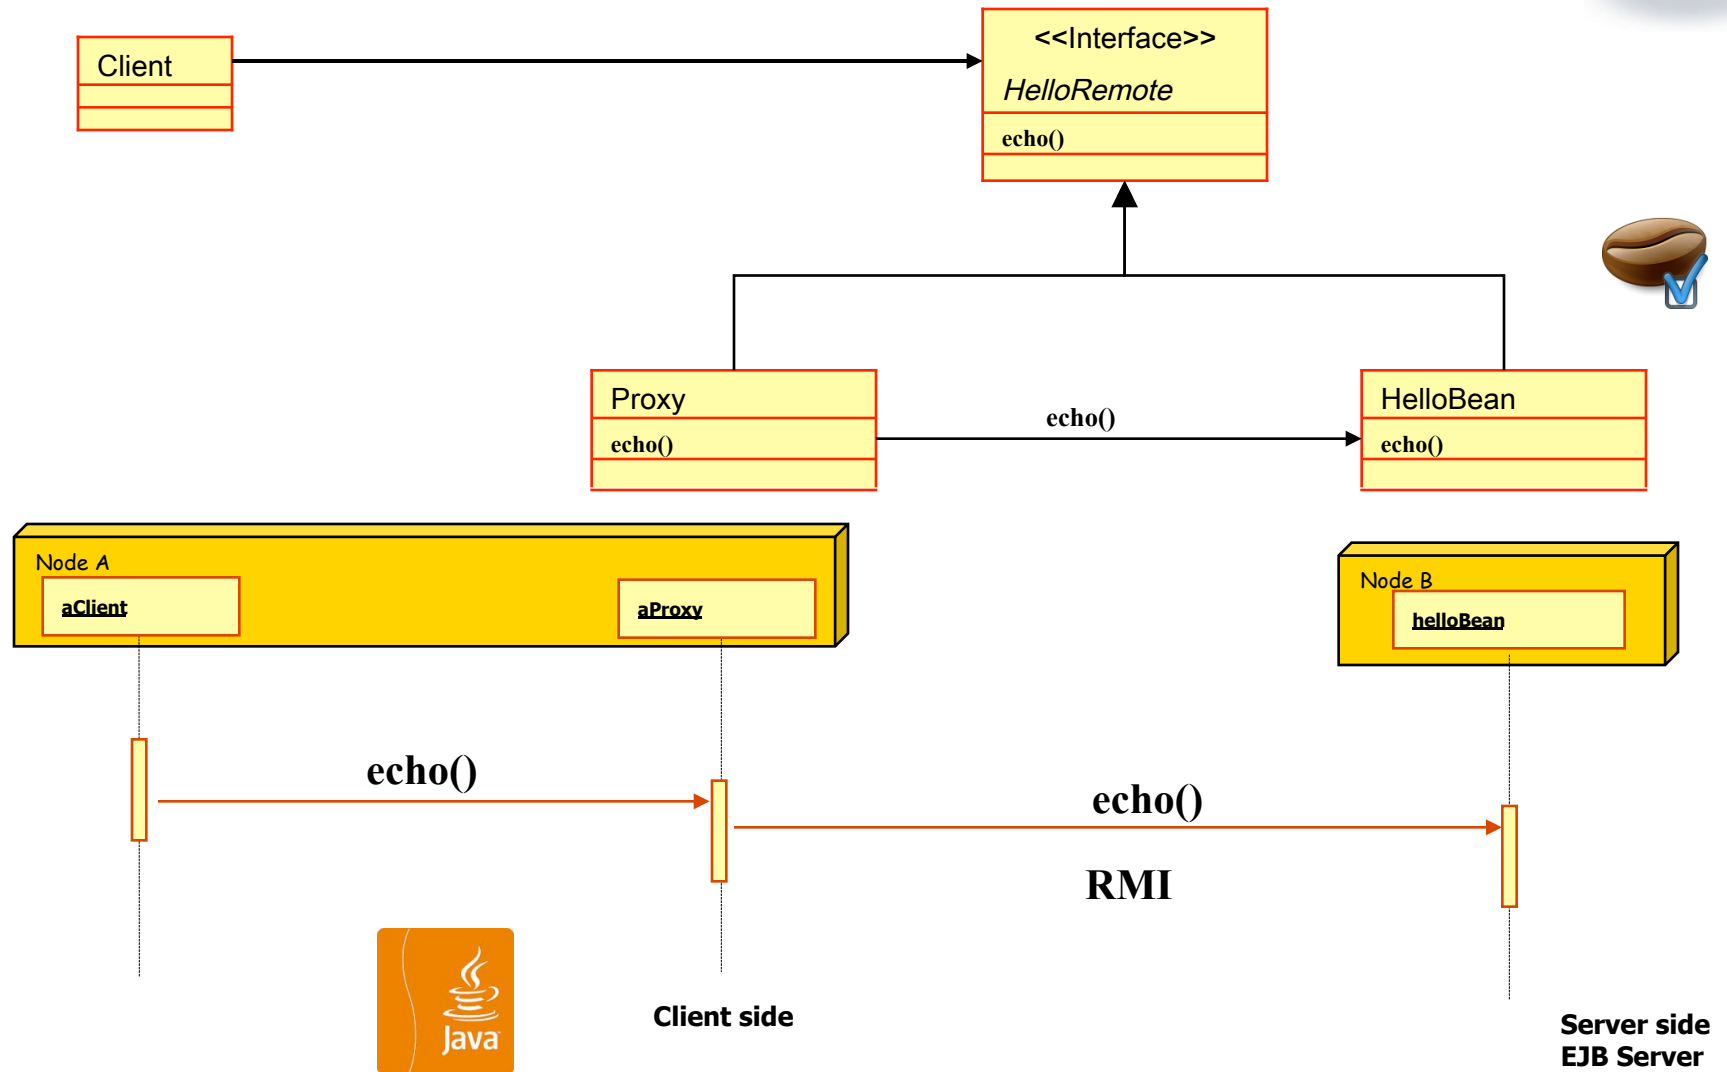 Client
<<Interface>>
HelloRemote
echo()
Proxy
echo()
echo()
HelloBean
echo()
Node A
aClient
aProxy
Node B
helloBean
echo()
echo()
RMI
Java
Client side
Server side
EJB Server